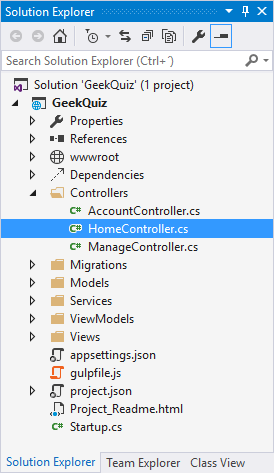 Solution Explorer
Search Solution Explorer (Ctrl+´)
Solution 'GeekQuiz' (1 project)
GeekQuiz
Properties
References
wwwroot
Dependencies
Controllers
C# AccountController.cs
C# HomeController.cs
C# ManageController.cs
Migrations
Models
Services
ViewModels
Views
appsettings.json
gulpfile.js
project.json
Project_Readme.html
C# Startup.cs
Solution Explorer Team Explorer Class View